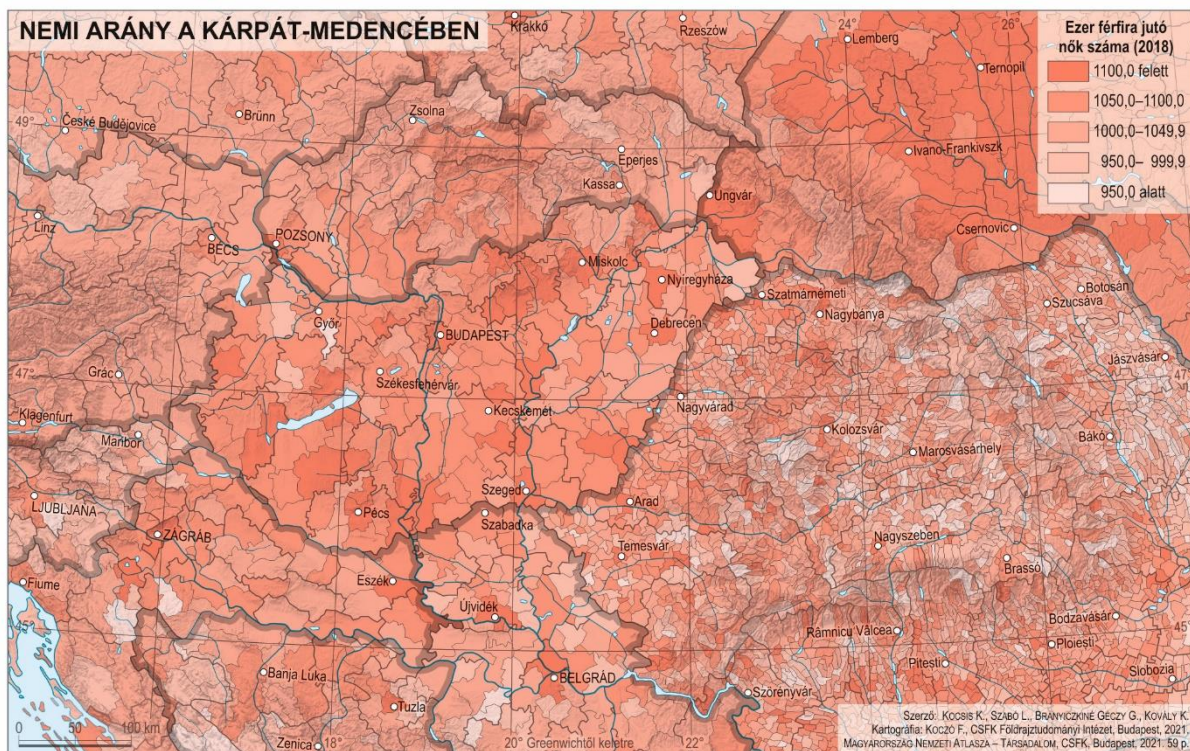 NEMI ARÁNY A KÁRPÁT-MEDENCÉBEN
Ezer férfira jutó
nők száma (2018)
1100,0 felett
1050,0–1100,0
1000,0–1049,9
950,0– 999,9
950,0 alatt
Krakkó
Rzeszów
24°
26°
Lemberg
Ternopil
Zsolna
Brünn
49°
České Budějovice
Ivano-Frankivszk
Eperjes
Kassa
Ungvár
Linz
BÉCS
POZSONY
Csernovic
Miskolc
Nyíregyháza
Szatmárnémeti
Botosán
Szucsáva
Nagybánya
Győr
BUDAPEST
Debrecen
Jászvásár
47°
47°
Grác
Székesfehérvár
Nagyvárad
Kecskemét
Klagenfurt
Maribor
Kolozsvár
Bákó
Marosvásárhely
Szeged
Arad
LJUBLJANA
Pécs
Szabadka
ZÁGRÁB
Nagyszeben
Temesvár
Brassó
Fiume
Eszék
Újvidék
Bodzavásár
45°
45°
Râmnicu Vâlcea
Ploiești
Pitești
Slobozia
Banja Luka
BELGRÁD
Szörényvár
Tuzla
0 50 100 km
18°
20° Greenwichtől keletre
22°
Zenica
Szerző: KOCSIS K., SZABÓ L., BRANYICZKINÉ GÉCZY G., KOVÁLY K.
Kartográfia: KOCZÓ F., CSFK Földrajztudományi Intézet, Budapest, 2021.
MAGYARORSZÁG NEMZETI ATLASZA – TÁRSADALOM, CSFK, Budapest, 2021. 59 p.